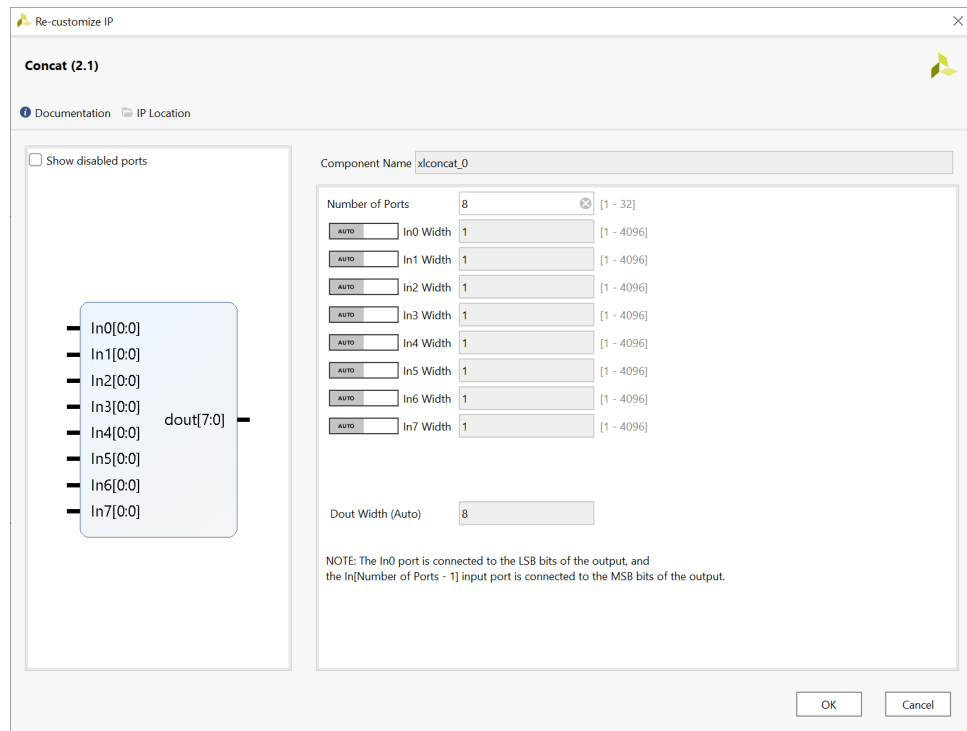 Re-customize IP
Concat (2.1)
Documentation IP Location
Show disabled ports
In0[0:0]
In1[0:0]
In2[0:0]
In3[0:0]
In4[0:0]
In5[0:0]
In6[0:0]
In7[0:0]
dout[7:0]
Component Name xlconcat_0
Number of Ports 8 [1 - 32]
AUTO In0 Width 1 [1 - 4096]
AUTO In1 Width 1 [1 - 4096]
AUTO In2 Width 1 [1 - 4096]
AUTO In3 Width 1 [1 - 4096]
AUTO In4 Width 1 [1 - 4096]
AUTO In5 Width 1 [1 - 4096]
AUTO In6 Width 1 [1 - 4096]
AUTO In7 Width 1 [1 - 4096]
Dout Width (Auto) 8
NOTE: The In0 port is connected to the LSB bits of the output, and
the In[Number of Ports - 1] input port is connected to the MSB bits of the output.
OK Cancel